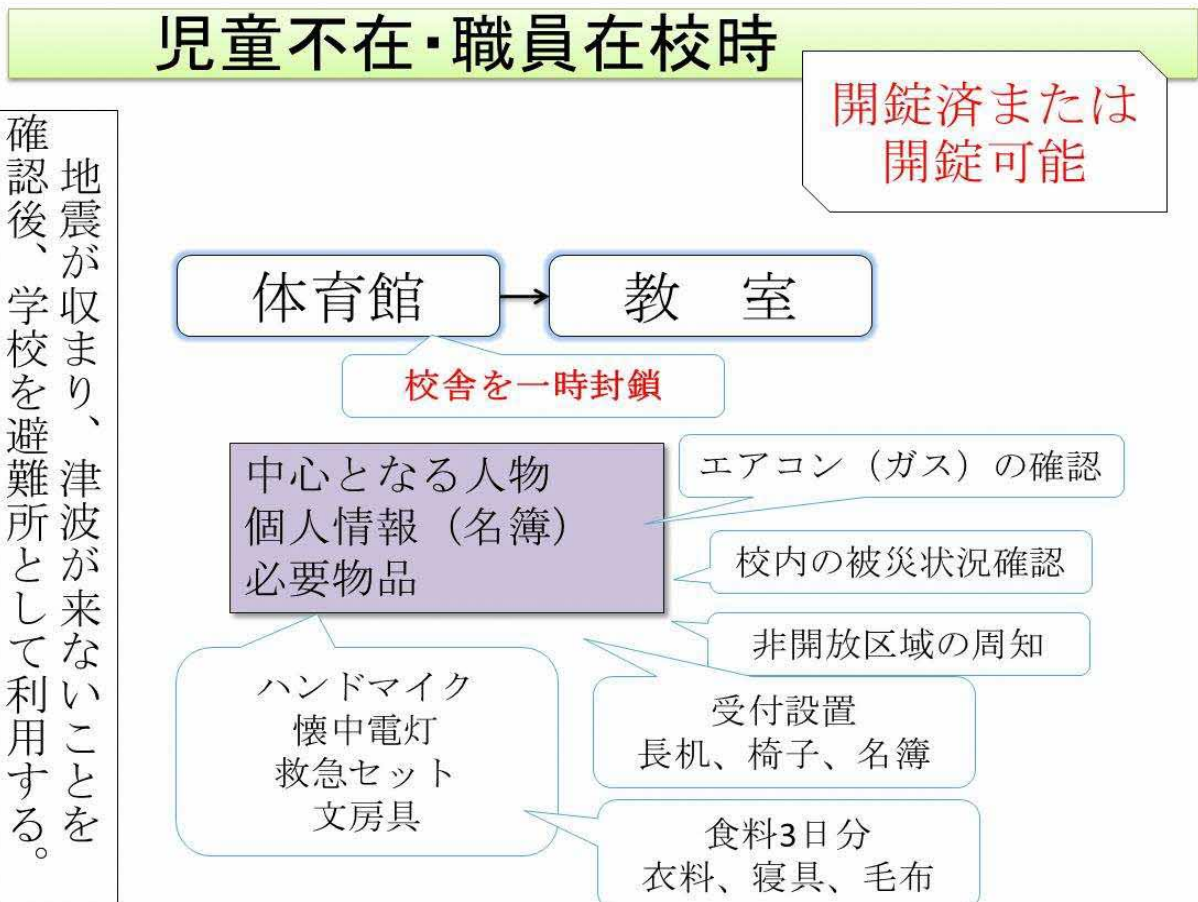 児童不在・職員在校時
開錠済または
開錠可能
地震が収まり、津波が来ないことを
確認後、学校を避難所として利用する。
体育館
教　室
校舎を一時封鎖
中心となる人物
個人情報（名簿）
必要物品
エアコン（ガス）の確認
校内の被災状況確認
非開放区域の周知
受付設置
長机、椅子、名簿
ハンドマイク
懐中電灯
救急セット
文房具
食料3日分
衣料、寝具、毛布